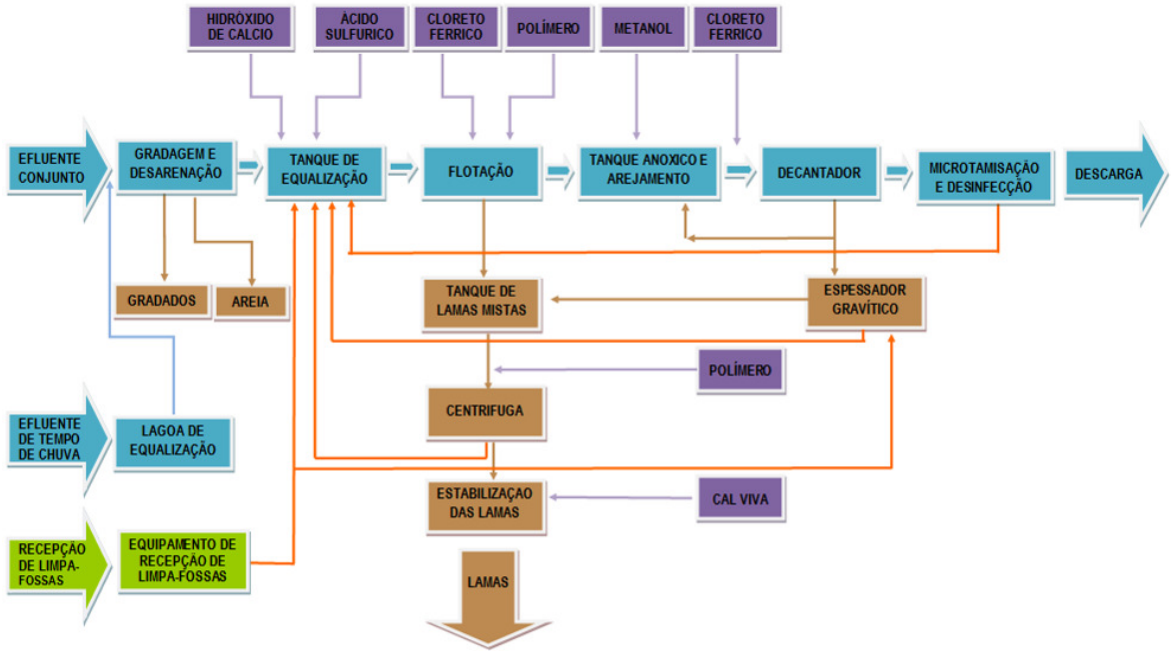 HIDRÓXIDO
DE CALCIO
ÁCIDO
SULFURICO
CLORETO
FERRICO
POLÍMERO
METANOL
CLORETO
FERRICO
EFLUENTE
CONJUNTO
GRADAGEM E
DESARENAÇÃO
TANQUE DE
EQUALIZAÇÃO
FLOTAÇÃO
TANQUE ANOXICO E
AREJAMENTO
DECANTADOR
MICROTAMISAÇÃO
E DESINFECÇÃO
DESCARGA
GRADADOS
AREIA
TANQUE DE
LAMAS MISTAS
ESPESSADOR
GRAVÍTICO
POLÍMERO
CENTRIFUGA
EFLUENTE
DE TEMPO
DE CHUVA
LAGOA DE
EQUALIZAÇÃO
ESTABILIZAÇAO
DAS LAMAS
CAL VIVA
RECEPÇÃO
DE LIMPA-
FOSSAS
EQUIPAMENTO DE
RECEPÇÃO DE
LIMPA-FOSSAS
LAMAS